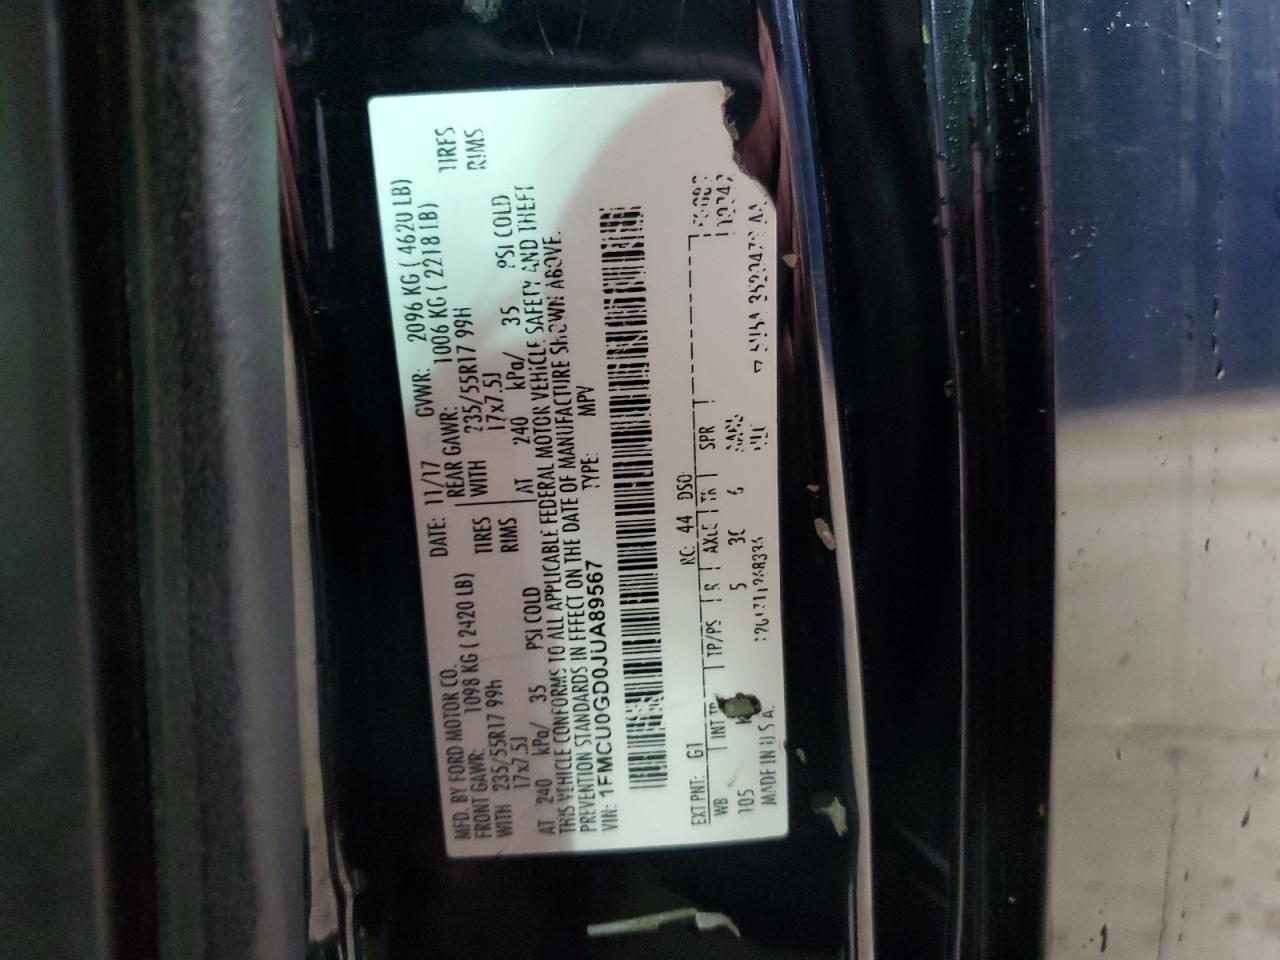 MFD. BY FORD MOTOR CO. DATE: 11/17 GVWR: 2096 KG ( 4620 LB)
FRONT GAWR: 1098 KG ( 2420 LB) REAR GAWR: 1006 KG ( 2218 LB)
WITH 235/55R17 99H TIRES WITH 235/55R17 99H TIRES
17x7.5J RIMS 17x7.5J RIMS
AT 240 kPa/ 35 PSI COLD AT 240 kPa/ 35 PSI COLD
THIS VEHICLE CONFORMS TO ALL APPLICABLE FEDERAL MOTOR VEHICLE SAFETY AND THEFT
PREVENTION STANDARDS IN EFFECT ON THE DATE OF MANUFACTURE SHOWN ABOVE.
VIN: 1FMCU0GD0JUA89567 TYPE: MPV
EXT PNT: G1 RC: 44 DSO:
WB INT TR TP/PS R AXLE TR SPR
105 5 3C 6
MADE IN U.S.A.